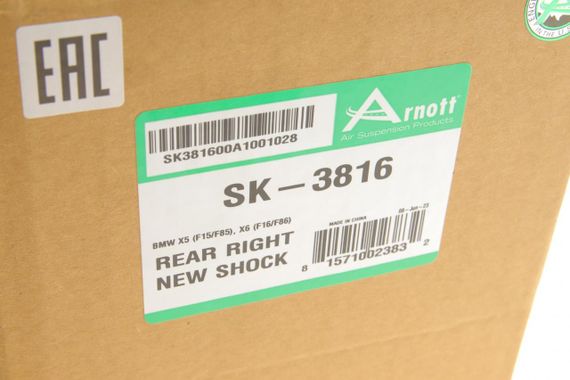 EAC
Arnott®
Air Suspension Products
SK381600A1001028
SK-3816
BMW X5 (F15/F85), X6 (F16/F86)
MADE IN CHINA
REAR RIGHT
NEW SHOCK
8 1571002383 2